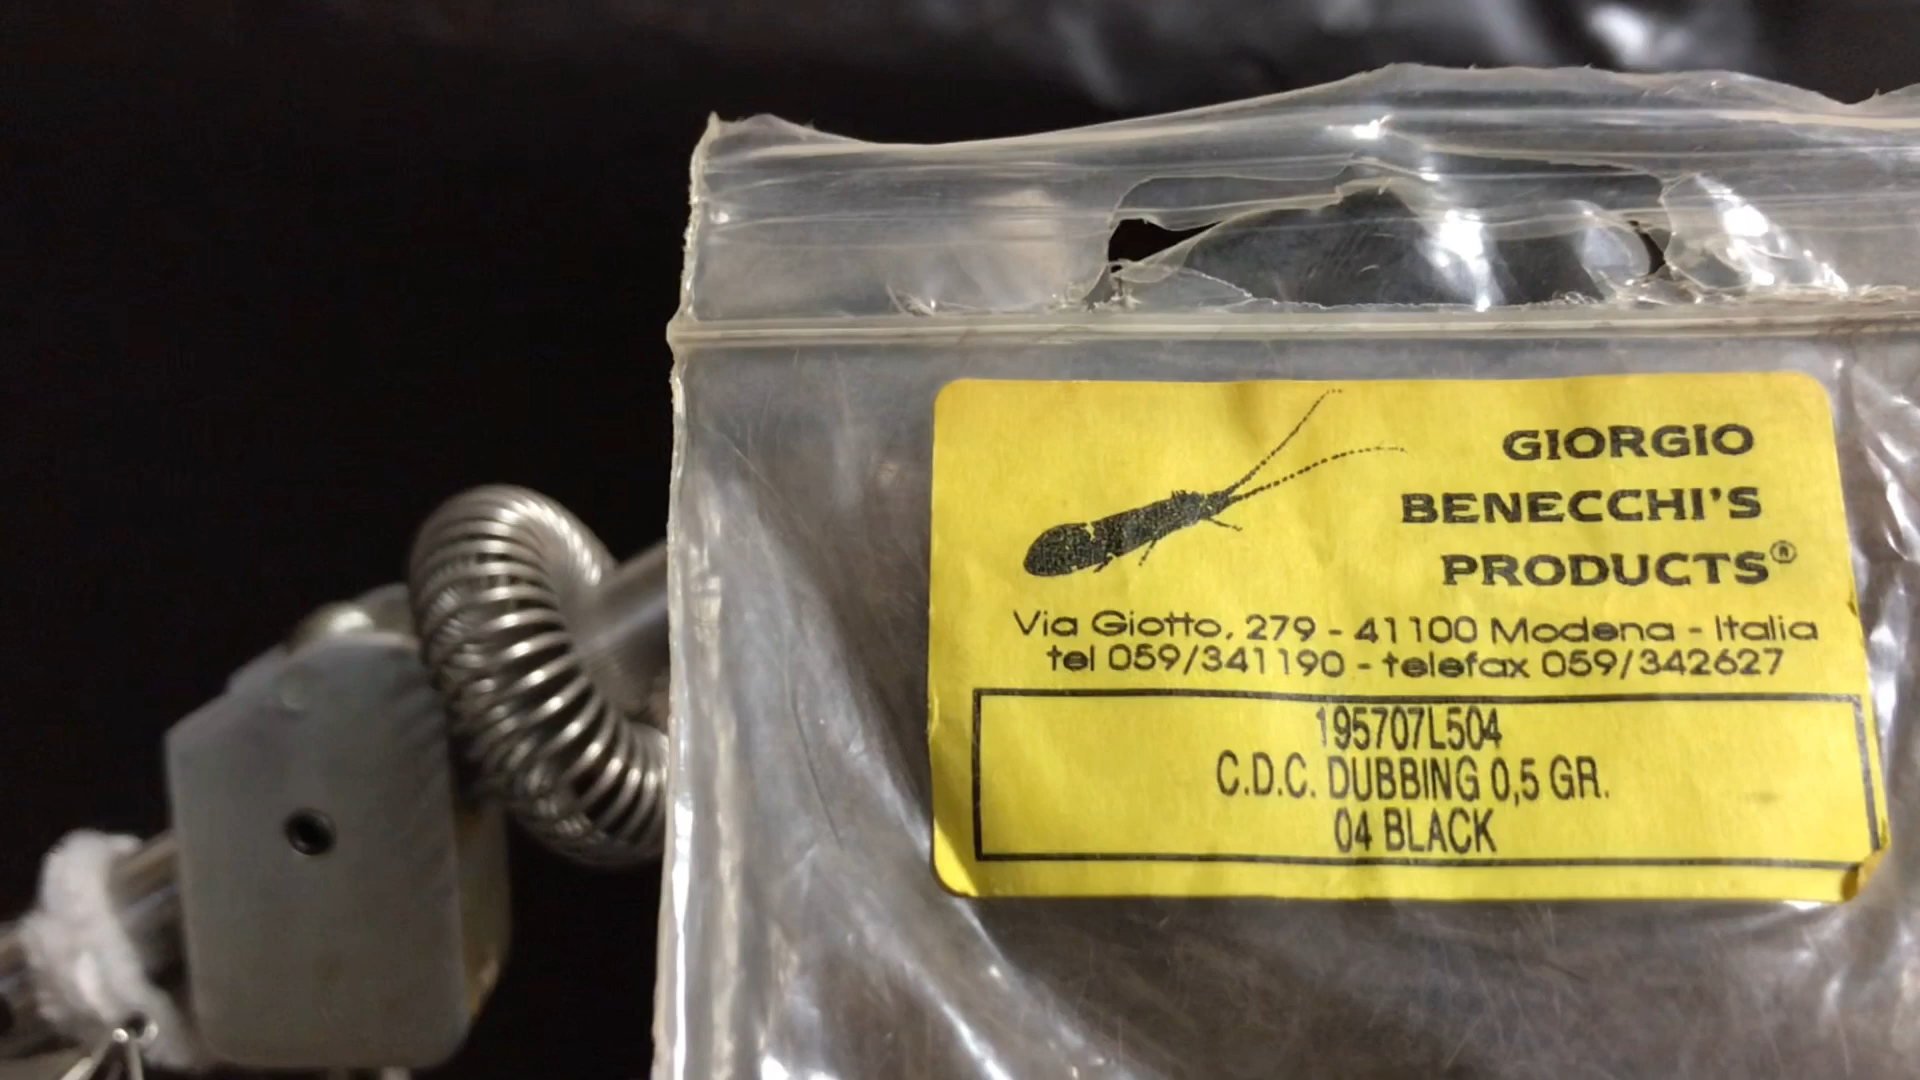 GIORGIO
BENECCHI'S
PRODUCTS®
Via Giotto, 279 - 41100 Modena - Italia
tel 059/341190 - telefax 059/342627
195707L504
C.D.C. DUBBING 0,5 GR.
04 BLACK